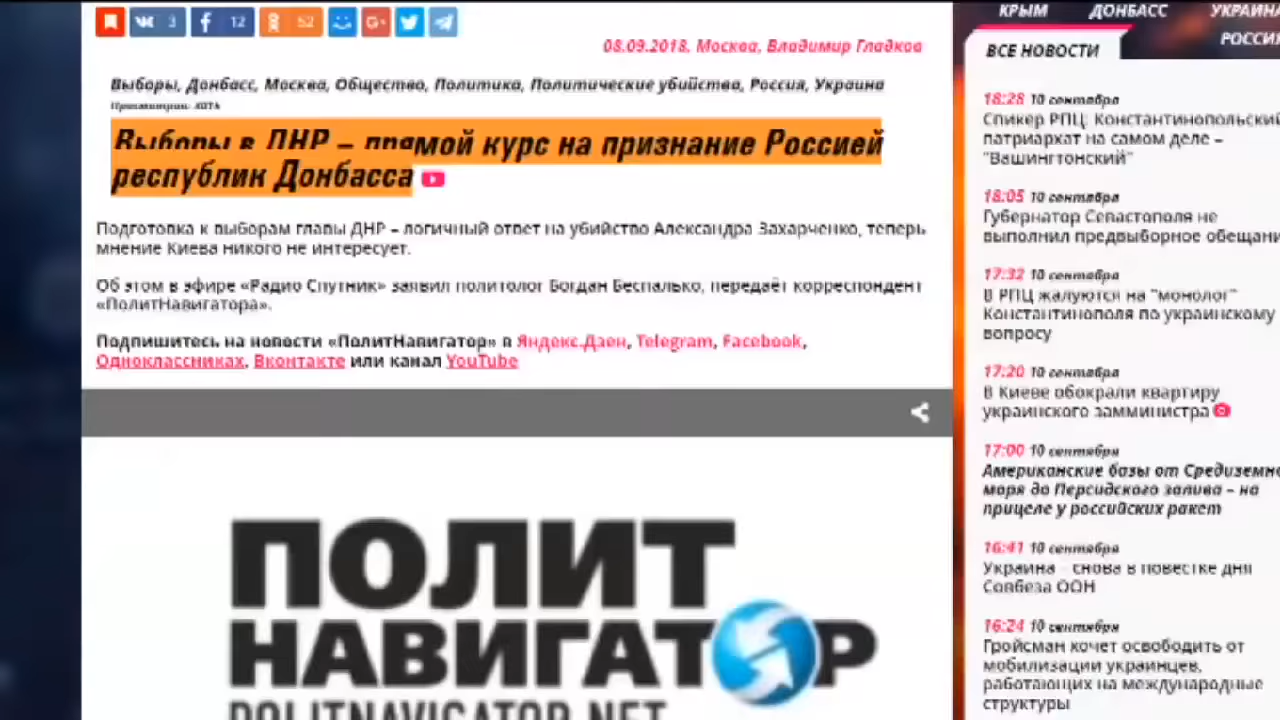 3
12
52
08.09.2018, Москва, Владимир Гладков
Выборы, Донбасс, Москва, Общество, Политика, Политические убийства, Россия, Украина
Выборы в ДНР – прямой курс на признание Россией
республик Донбасса
Подготовка к выборам главы ДНР – логичный ответ на убийство Александра Захарченко, теперь
мнение Киева никого не интересует.
Об этом в эфире «Радио Спутник» заявил политолог Богдан Беспалько, передаёт корреспондент
«ПолитНавигатора».
Подпишитесь на новости «ПолитНавигатор» в Яндекс.Дзен, Telegram, Facebook,
Одноклассниках, Вконтакте или канал YouTube
ПОЛИТ
НАВИГАТОР
POLITNAVIGATOR.NET
КРЫМ ДОНБАСС УКРАИНА
РОССИЯ
ВСЕ НОВОСТИ
18:28 10 сентября
Спикер РПЦ: Константинопольский
патриархат на самом деле –
"Вашингтонский"
18:05 10 сентября
Губернатор Севастополя не
выполнил предвыборное обещани
17:32 10 сентября
В РПЦ жалуются на "монолог"
Константинополя по украинскому
вопросу
17:20 10 сентября
В Киеве обокрали квартиру
украинского замминистра
17:00 10 сентября
Американские базы от Средиземно
моря до Персидского залива – на
прицеле у российских ракет
16:41 10 сентября
Украина – снова в повестке дня
Совбеза ООН
16:24 10 сентября
Гройсман хочет освободить от
мобилизации украинцев,
работающих на международные
структуры